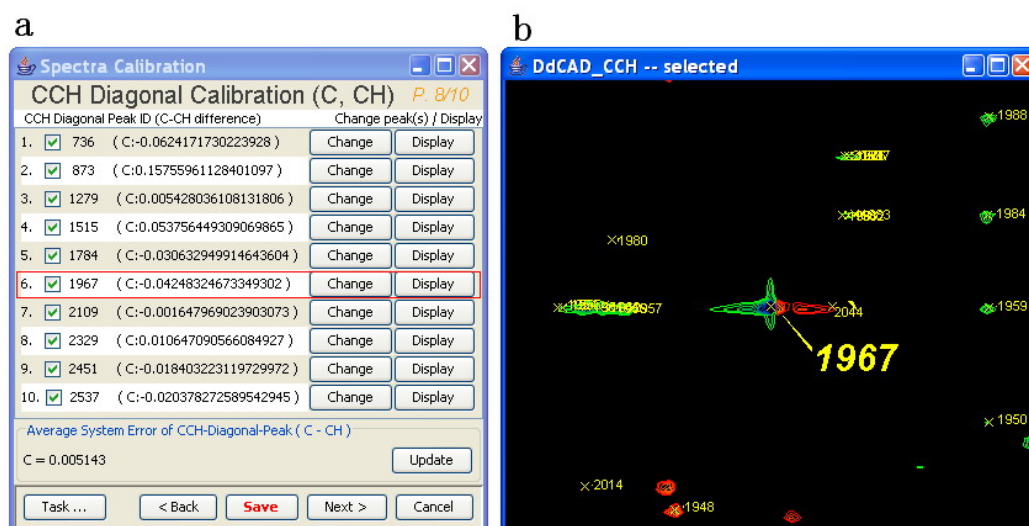 a
b
Spectra Calibration
CCH Diagonal Calibration (C, CH) P. 8/10
CCH Diagonal Peak ID (C-CH difference) Change peak(s) / Display
1. 736 ( C:-0.0624171730223928 ) Change Display
2. 873 ( C:0.15755961128401097 ) Change Display
3. 1279 ( C:0.005428036108131806 ) Change Display
4. 1515 ( C:0.053756449309069865 ) Change Display
5. 1784 ( C:-0.030632949914643604 ) Change Display
6. 1967 ( C:-0.04248324673349302 ) Change Display
7. 2109 ( C:-0.001647969023903073 ) Change Display
8. 2329 ( C:0.010647090566084927 ) Change Display
9. 2451 ( C:-0.018403223119729972 ) Change Display
10. 2537 ( C:-0.020378272589542945 ) Change Display
Average System Error of CCH-Diagonal-Peak ( C - CH )
C = 0.005143 Update
Task ... < Back Save Next > Cancel
DdCAD_CCH -- selected
1988
1984
1980
1959
2044
1967
1950
2014
1948